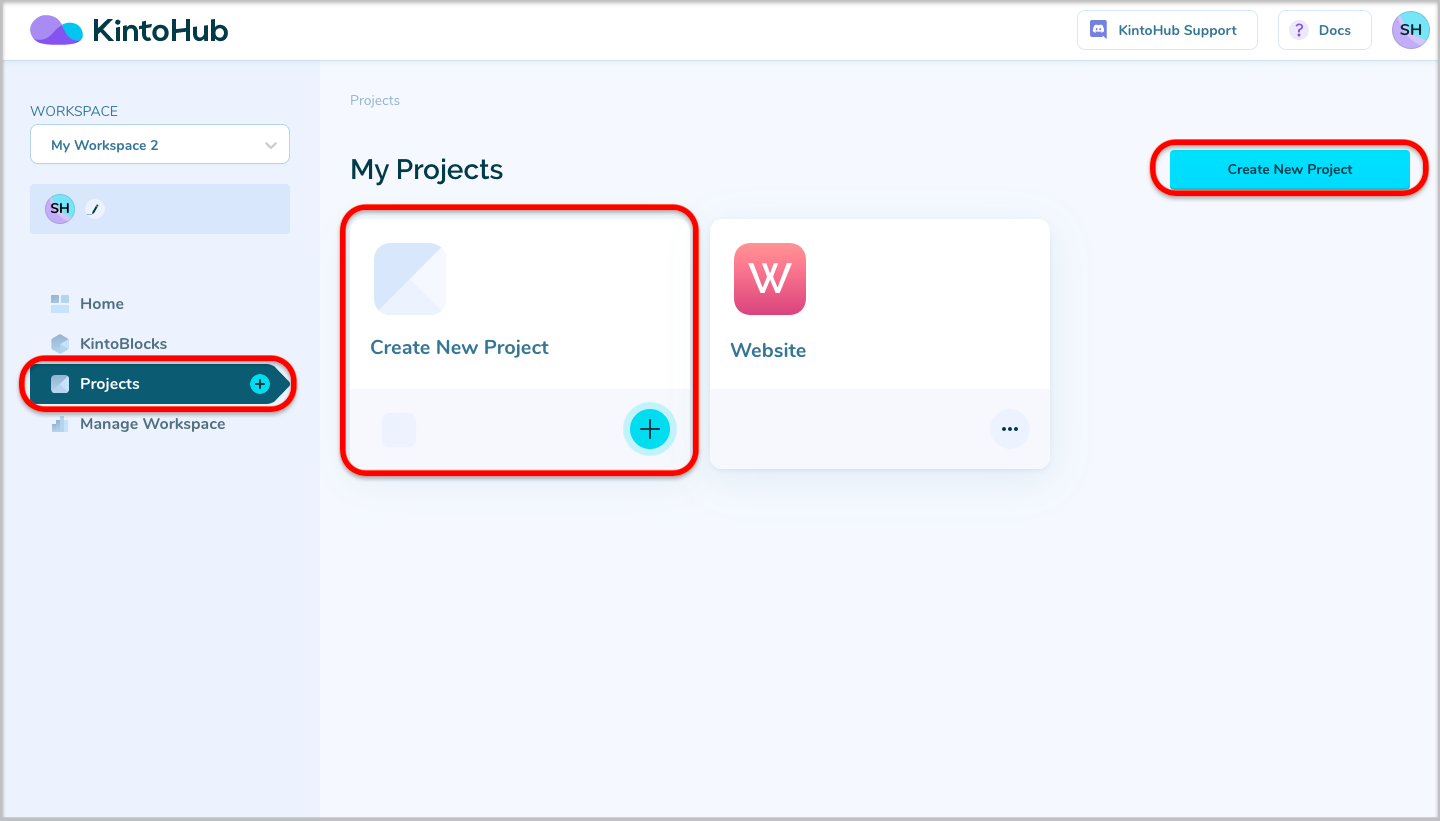 KintoHub
KintoHub Support
? Docs
SH
WORKSPACE
My Workspace 2
SH
Home
KintoBlocks
Projects
Manage Workspace
Projects
My Projects
Create New Project
Create New Project
W
Website